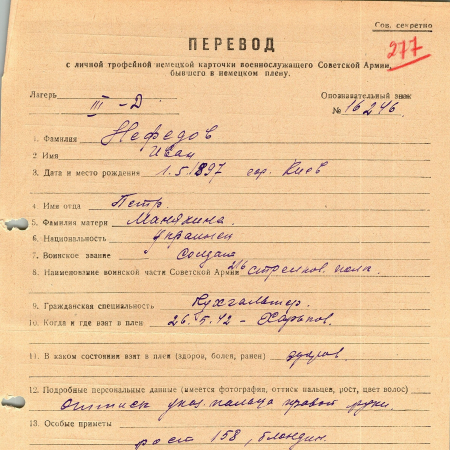 Сов. секретно
ПЕРЕВОД
277
с личной трофейной немецкой карточки военнослужащего Советской Армии,
бывшего в немецком плену.
Лагерь
Опознавательный знак
III-Д
№ 16246
1. Фамилия Нефедов
2 Имя Иван
3. Дата и место рождения 1.5.1897 гор. Киев
4. Имя отца Петр
5. Фамилия матери Манякина.
6. Национальность украинец
7. Воинское звание солдат
8. Наименование воинской части Советской Армии 216 стрелков. полк.
9. Гражданская специальность Бухгалтер.
10. Когда и где взят в плен 26.5.42 - Харьков.
11. В каком состоянии взят в плен (здоров, болен, ранен) здоров
12. Подробные персональные данные (имеется фотография, оттиск пальцев, рост, цвет волос)
оттиск указ. пальца правой руки.
13. Особые приметы
рост 158, блондин.